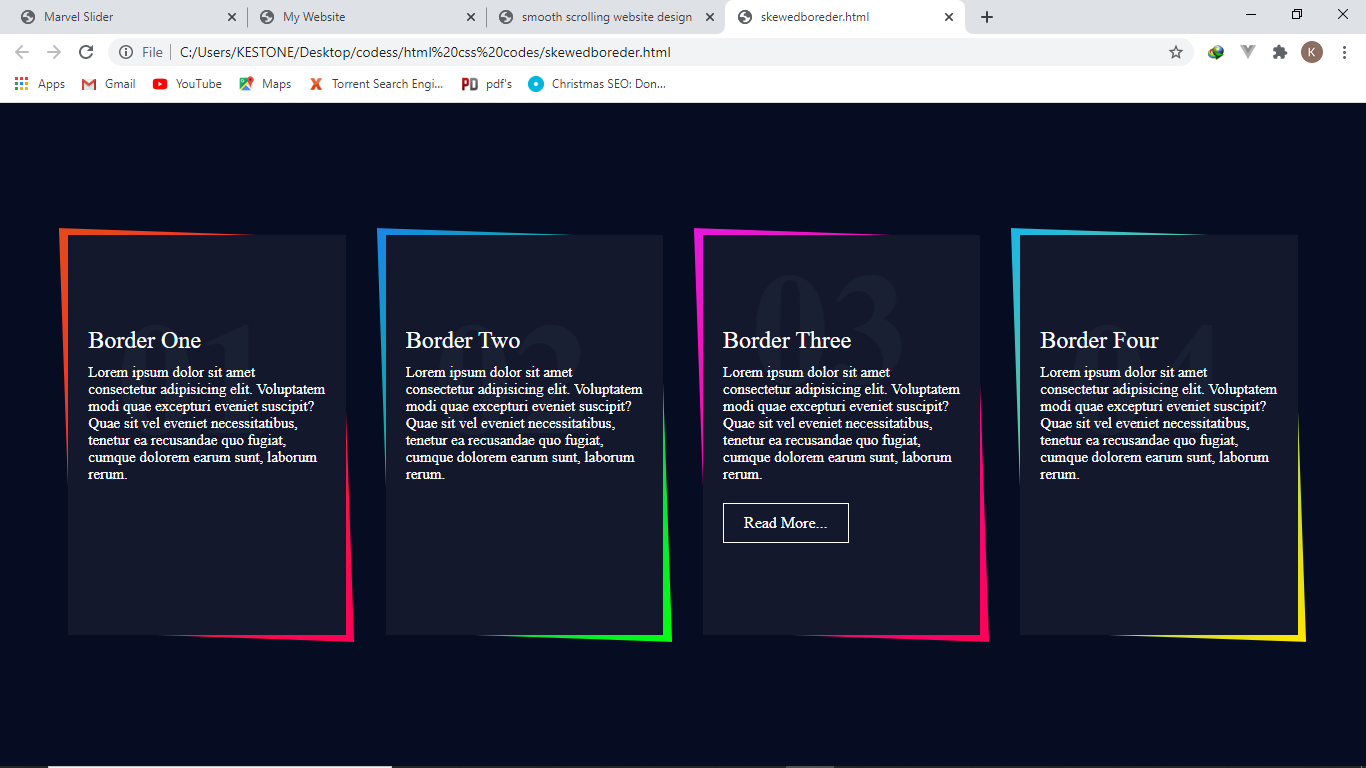 Marvel Slider
My Website
smooth scrolling website design
skewedboreder.html
File
C:/Users/KESTONE/Desktop/codess/html%20css%20codes/skewedboreder.html
K
Apps
Gmail
YouTube
Maps
X
Torrent Search Engi...
PD
pdf's
Christmas SEO: Don...
01
Border One
Lorem ipsum dolor sit amet
consectetur adipisicing elit. Voluptatem
modi quae excepturi eveniet suscipit?
Quae sit vel eveniet necessitatibus,
tenetur ea recusandae quo fugiat,
cumque dolorem earum sunt, laborum
rerum.
02
Border Two
Lorem ipsum dolor sit amet
consectetur adipisicing elit. Voluptatem
modi quae excepturi eveniet suscipit?
Quae sit vel eveniet necessitatibus,
tenetur ea recusandae quo fugiat,
cumque dolorem earum sunt, laborum
rerum.
03
Border Three
Lorem ipsum dolor sit amet
consectetur adipisicing elit. Voluptatem
modi quae excepturi eveniet suscipit?
Quae sit vel eveniet necessitatibus,
tenetur ea recusandae quo fugiat,
cumque dolorem earum sunt, laborum
rerum.
Read More...
04
Border Four
Lorem ipsum dolor sit amet
consectetur adipisicing elit. Voluptatem
modi quae excepturi eveniet suscipit?
Quae sit vel eveniet necessitatibus,
tenetur ea recusandae quo fugiat,
cumque dolorem earum sunt, laborum
rerum.